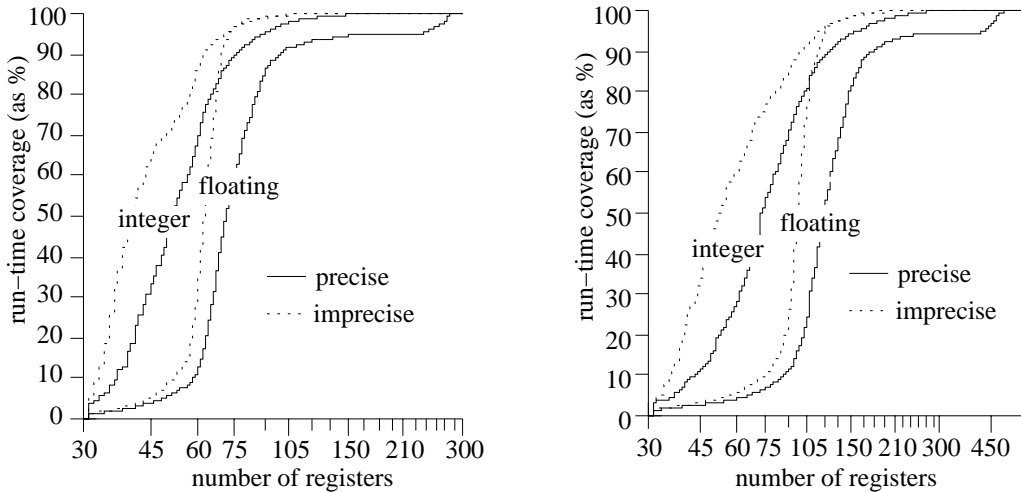 run−time coverage (as %)
100
90
80
70
60
50
40
30
20
10
0
integer
floating
precise
imprecise
30 45 60 75 105 150 210 300
number of registers
run−time coverage (as %)
100
90
80
70
60
50
40
30
20
10
0
integer
floating
precise
imprecise
30 45 60 75 105 150 210 300 450
number of registers